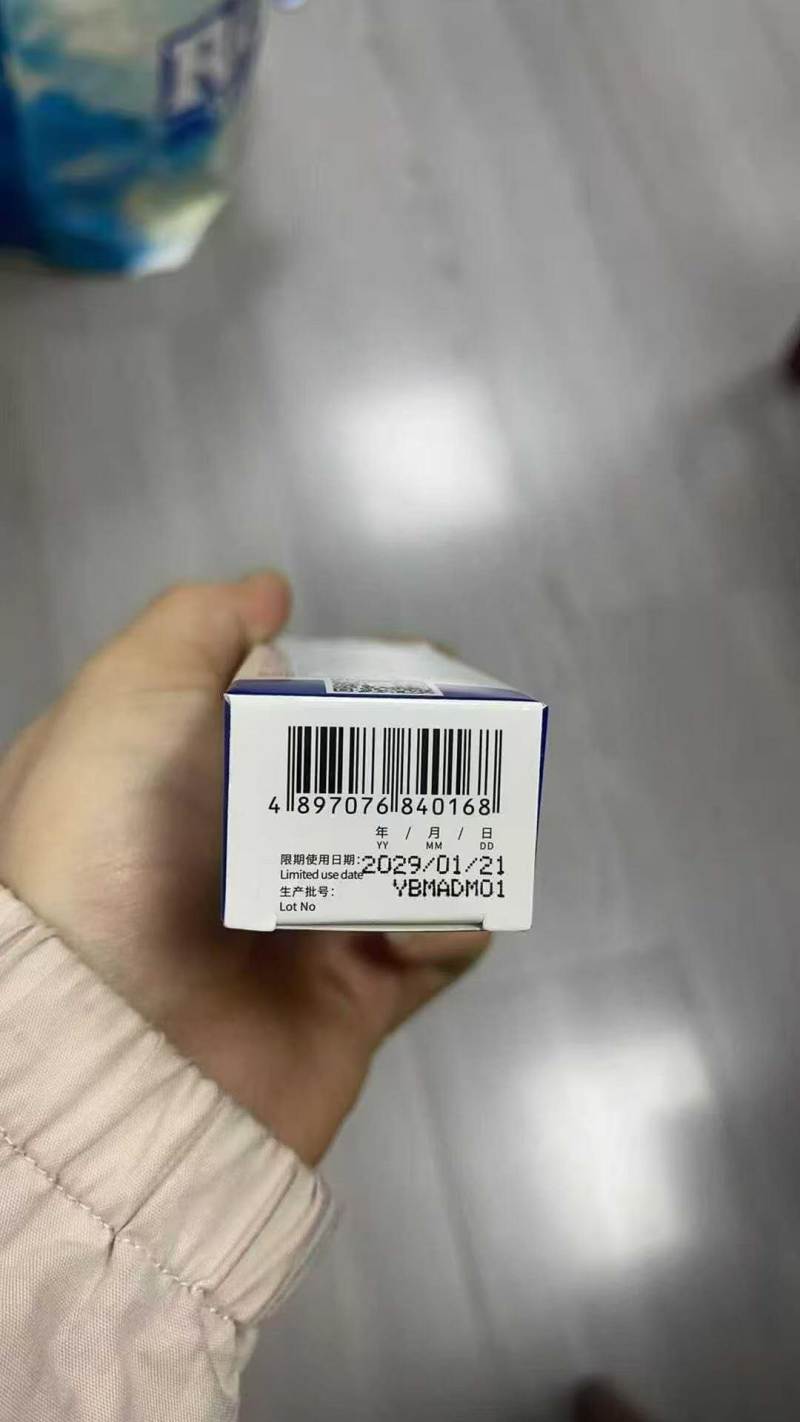 4 897076 840168
年 / 月 / 日
YY MM DD
限期使用日期:2029/01/21
Limited use date
生产批号: YBMADM01
Lot No